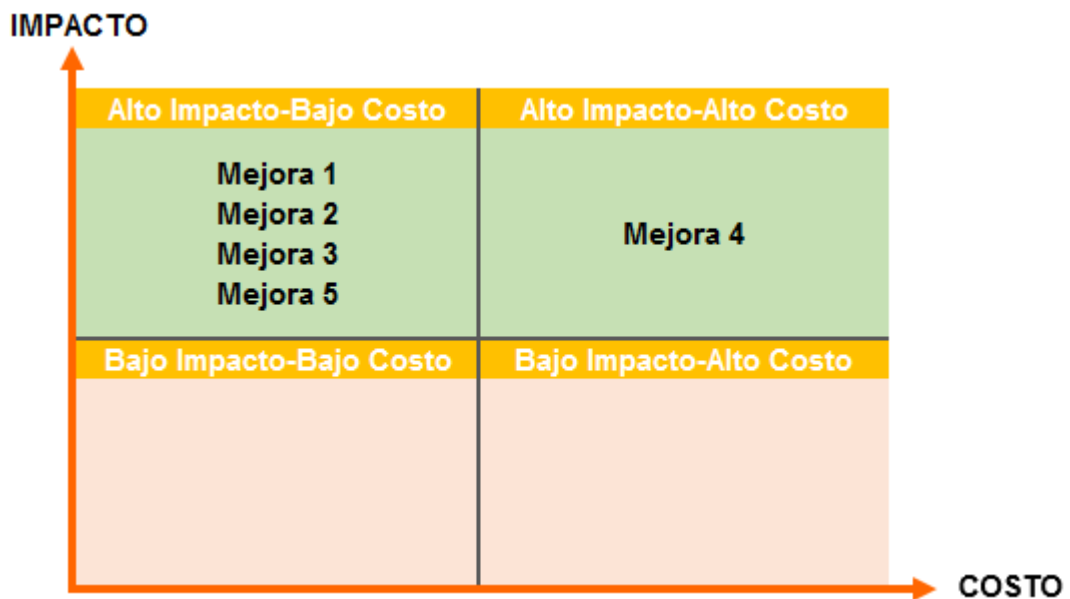 IMPACTO
Alto Impacto-Bajo Costo
Alto Impacto-Alto Costo
Mejora 1
Mejora 2
Mejora 3
Mejora 5
Mejora 4
Bajo Impacto-Bajo Costo
Bajo Impacto-Alto Costo
COSTO